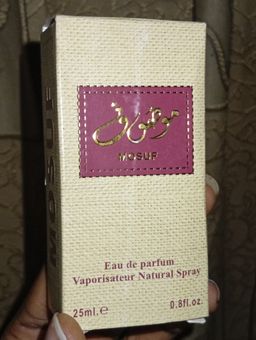 موصوف
MOSUF
Eau de parfum
Vaporisateur Natural Spray
25ml. e 0.8fl.oz.
MOSUF